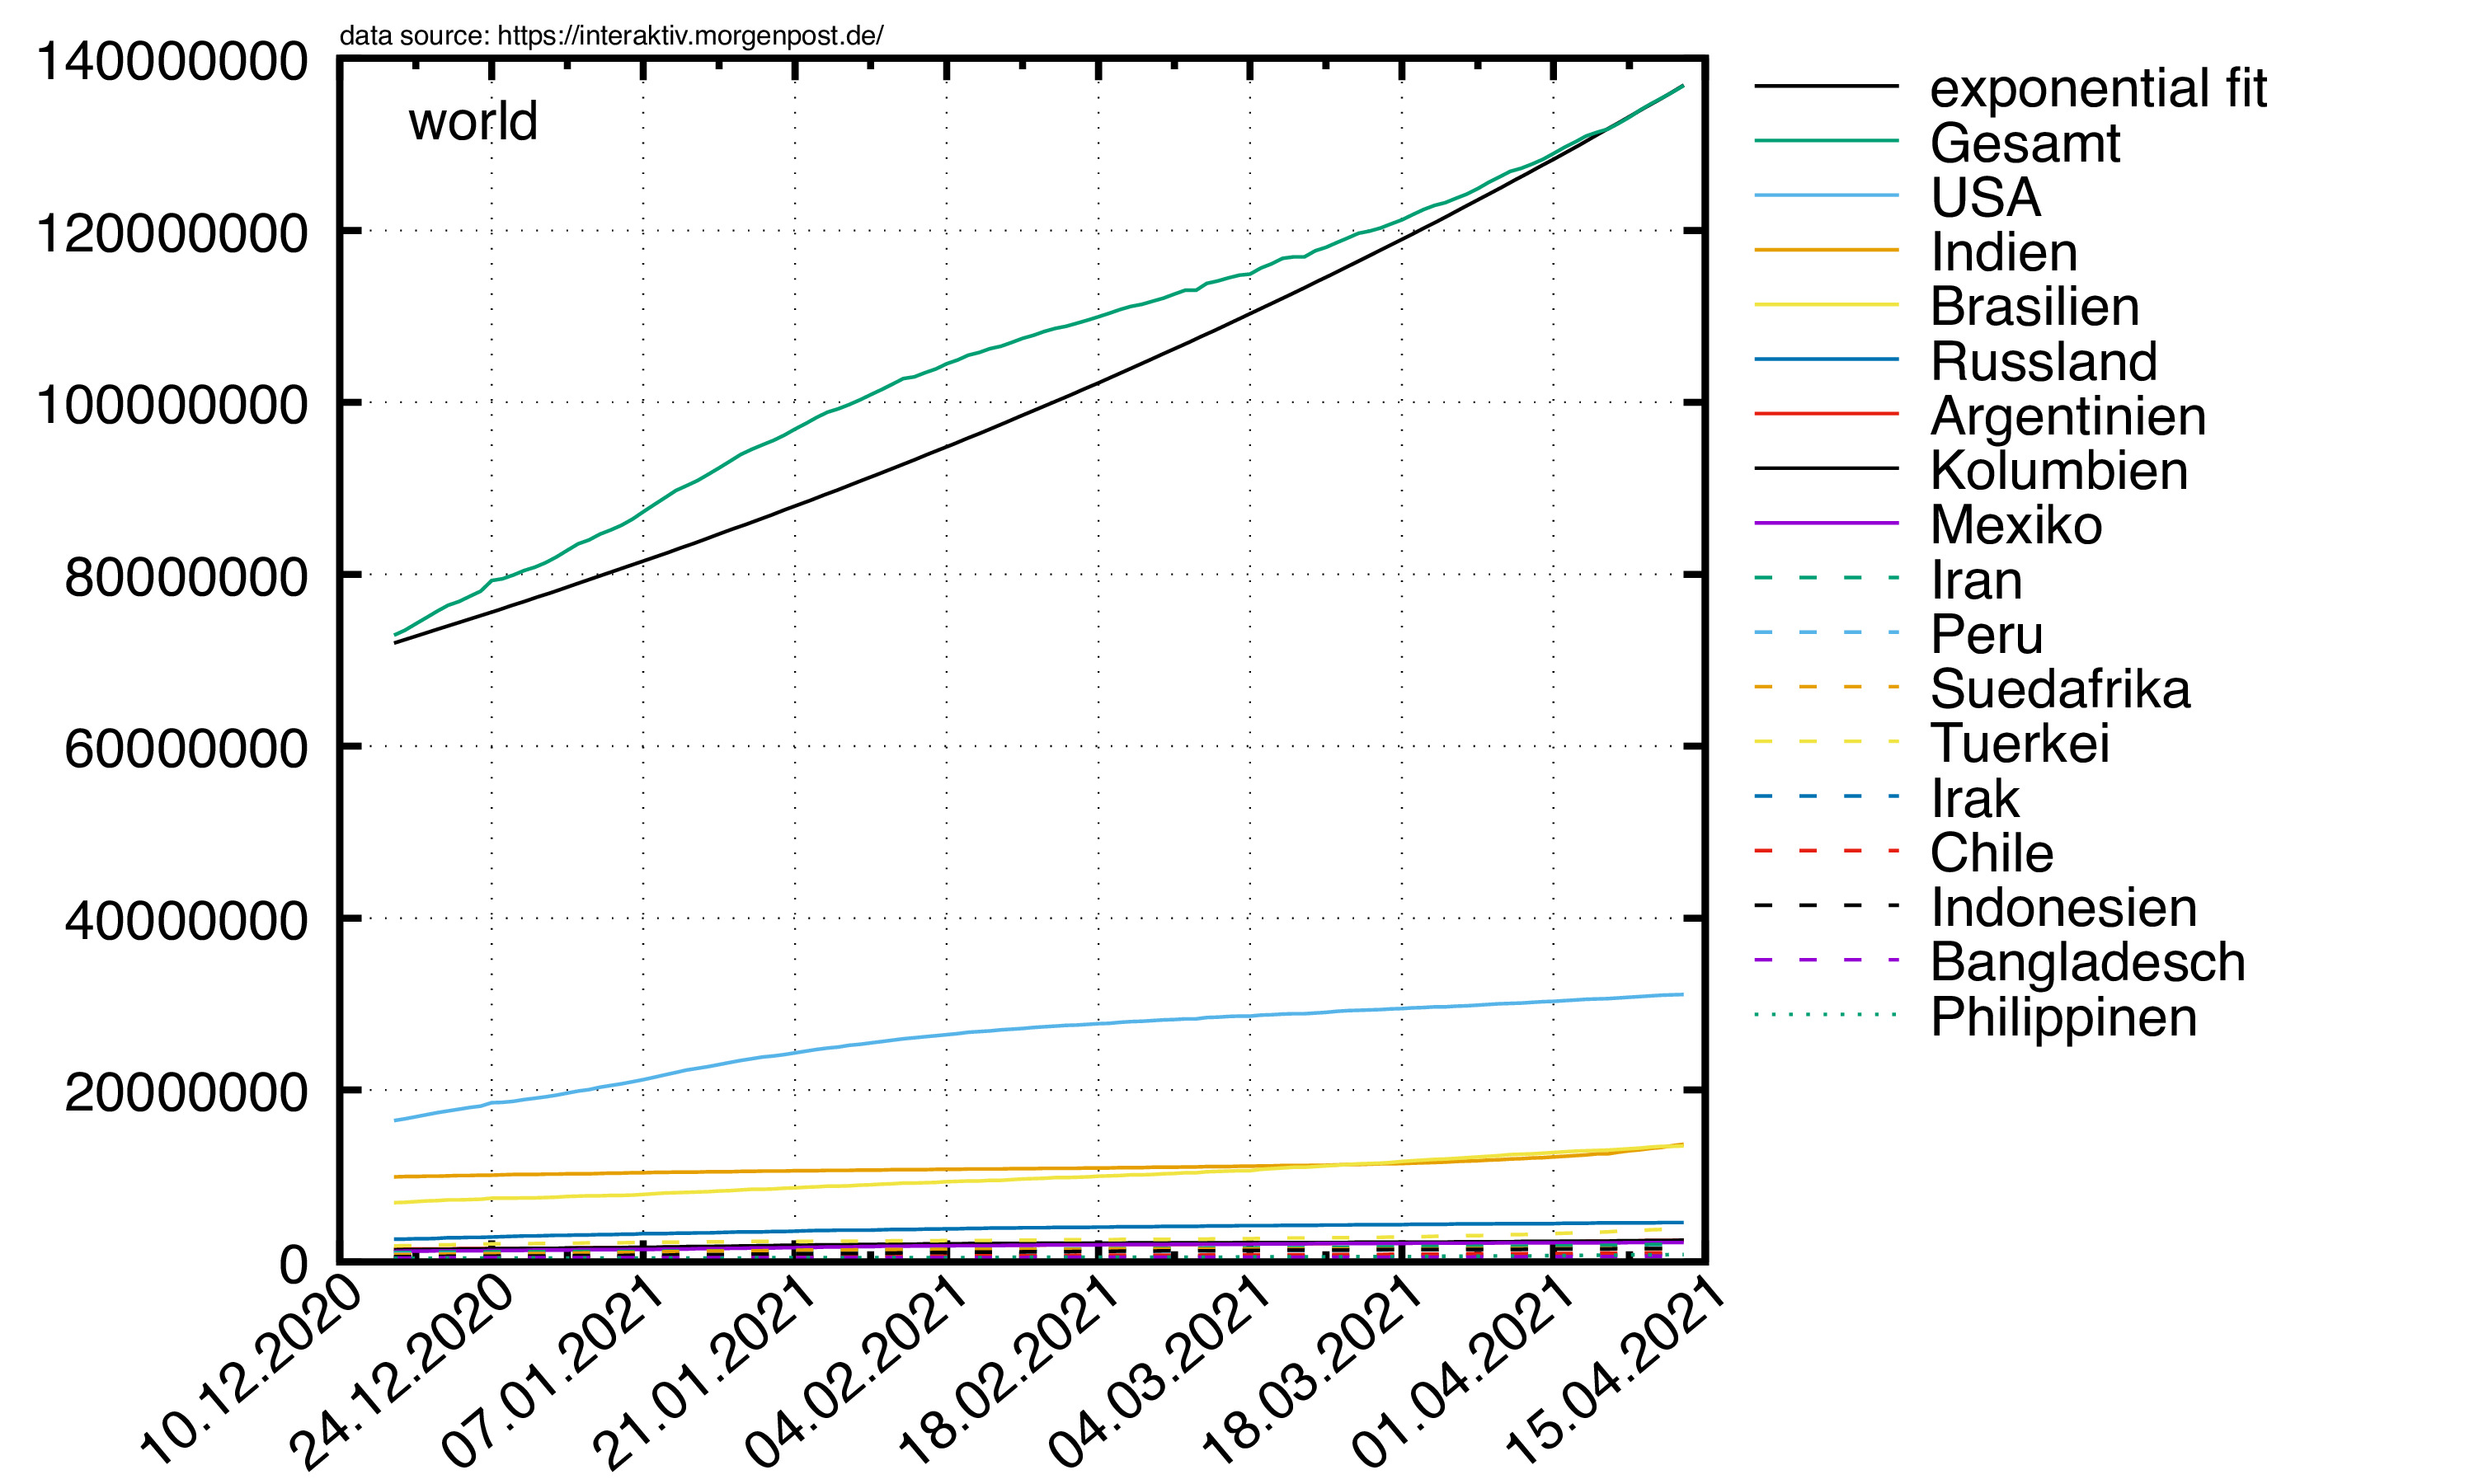 data source: https://interaktiv.morgenpost.de/
world
140000000
120000000
100000000
80000000
60000000
40000000
20000000
0
10.12.2020
24.12.2020
07.01.2021
21.01.2021
04.02.2021
18.02.2021
04.03.2021
18.03.2021
01.04.2021
15.04.2021
exponential fit
Gesamt
USA
Indien
Brasilien
Russland
Argentinien
Kolumbien
Mexiko
Iran
Peru
Suedafrika
Tuerkei
Irak
Chile
Indonesien
Bangladesch
Philippinen